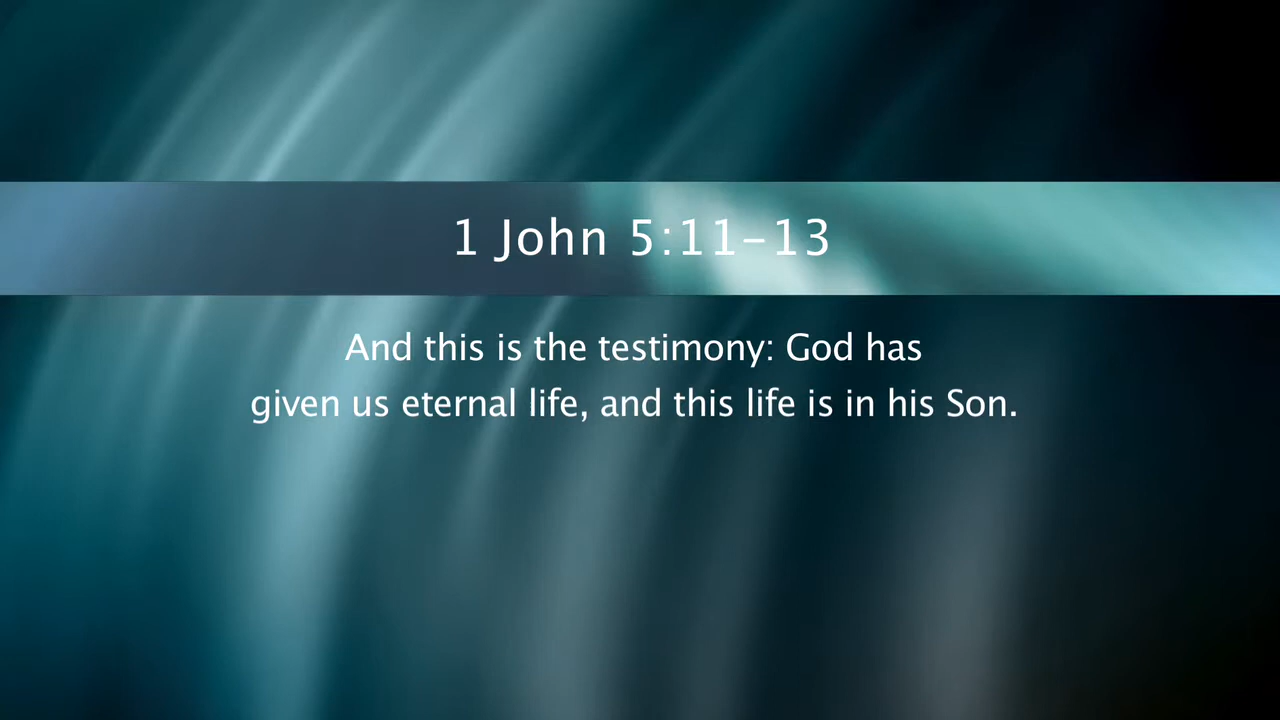 1 John 5:11–13
And this is the testimony: God has
given us eternal life, and this life is in his Son.